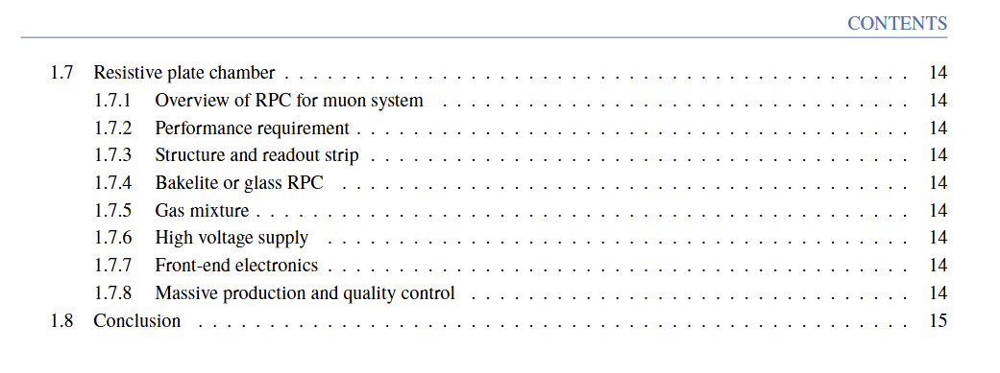 CONTENTS
1.7 Resistive plate chamber . . . . . . . . . . . . . . . . . . . . . . . . . . . . . . . . . . . . . . . . . . . . 14
1.7.1 Overview of RPC for muon system . . . . . . . . . . . . . . . . . . . . . . . . . . . . . . . . . 14
1.7.2 Performance requirement . . . . . . . . . . . . . . . . . . . . . . . . . . . . . . . . . . . . . . . 14
1.7.3 Structure and readout strip . . . . . . . . . . . . . . . . . . . . . . . . . . . . . . . . . . . . . . 14
1.7.4 Bakelite or glass RPC . . . . . . . . . . . . . . . . . . . . . . . . . . . . . . . . . . . . . . . . 14
1.7.5 Gas mixture . . . . . . . . . . . . . . . . . . . . . . . . . . . . . . . . . . . . . . . . . . . . . . 14
1.7.6 High voltage supply . . . . . . . . . . . . . . . . . . . . . . . . . . . . . . . . . . . . . . . . . 14
1.7.7 Front-end electronics . . . . . . . . . . . . . . . . . . . . . . . . . . . . . . . . . . . . . . . . . 14
1.7.8 Massive production and quality control . . . . . . . . . . . . . . . . . . . . . . . . . . . . . . . 14
1.8 Conclusion . . . . . . . . . . . . . . . . . . . . . . . . . . . . . . . . . . . . . . . . . . . . . . . . . . 15